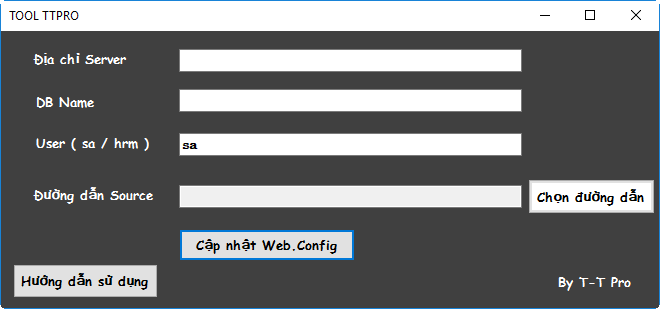 TOOL TTPRO
Địa chỉ Server
DB Name
User ( sa / hrm )
sa
Đường dẫn Source
Chọn đường dẫn
Cập nhật Web.Config
Hướng dẫn sử dụng
By T-T Pro